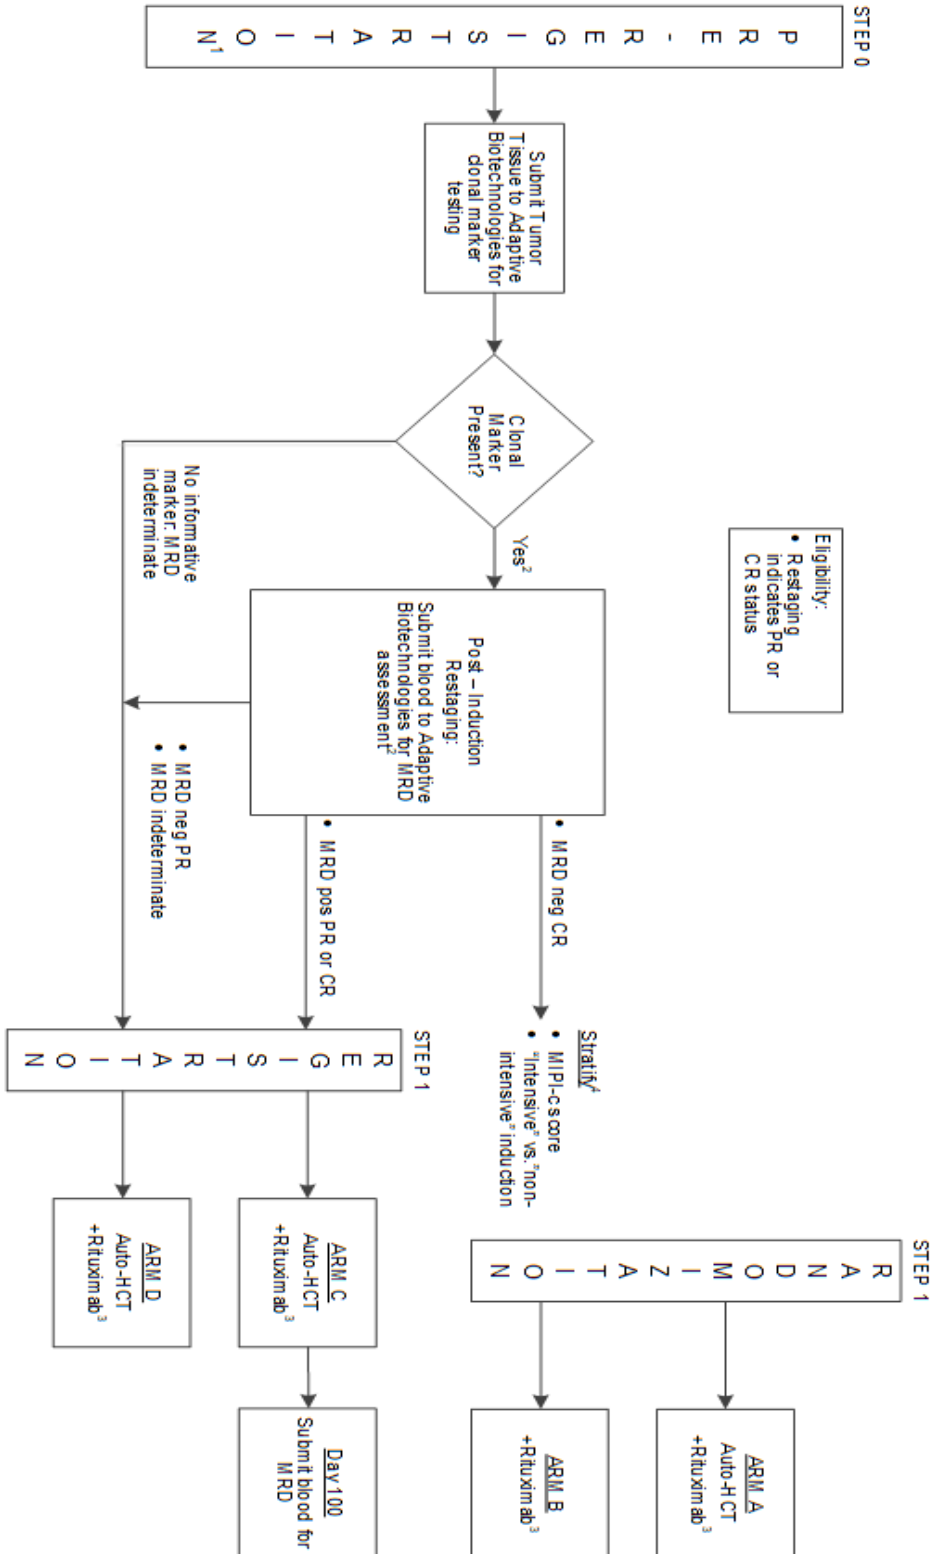 STEP 0
PRE-REGISTRATION¹
Submit Tumor
Tissue to Adaptive
Biotechnologies for
clonal marker
testing
Clonal
Marker
Present?
Yes²
No informative
marker. MRD
indeterminate
Eligibility:
• Restaging
indicates PR or
CR status
Post – Induction
Restaging:
Submit blood to Adaptive
Biotechnologies for MRD
assessment²
• MRD neg CR
• MRD pos PR or CR
• MRD neg PR
• MRD indeterminate
Stratify⁴
• MIPI-c score
• "Intensive" vs. "non-
intensive" induction
STEP 1
RANDOMIZATION
STEP 1
REGISTRATION
ARM A
Auto-HCT
+Rituximab³
ARM B
+Rituximab³
ARM C
Auto-HCT
+Rituximab³
Day 100
Submit blood for
MRD
ARM D
Auto-HCT
+Rituximab³